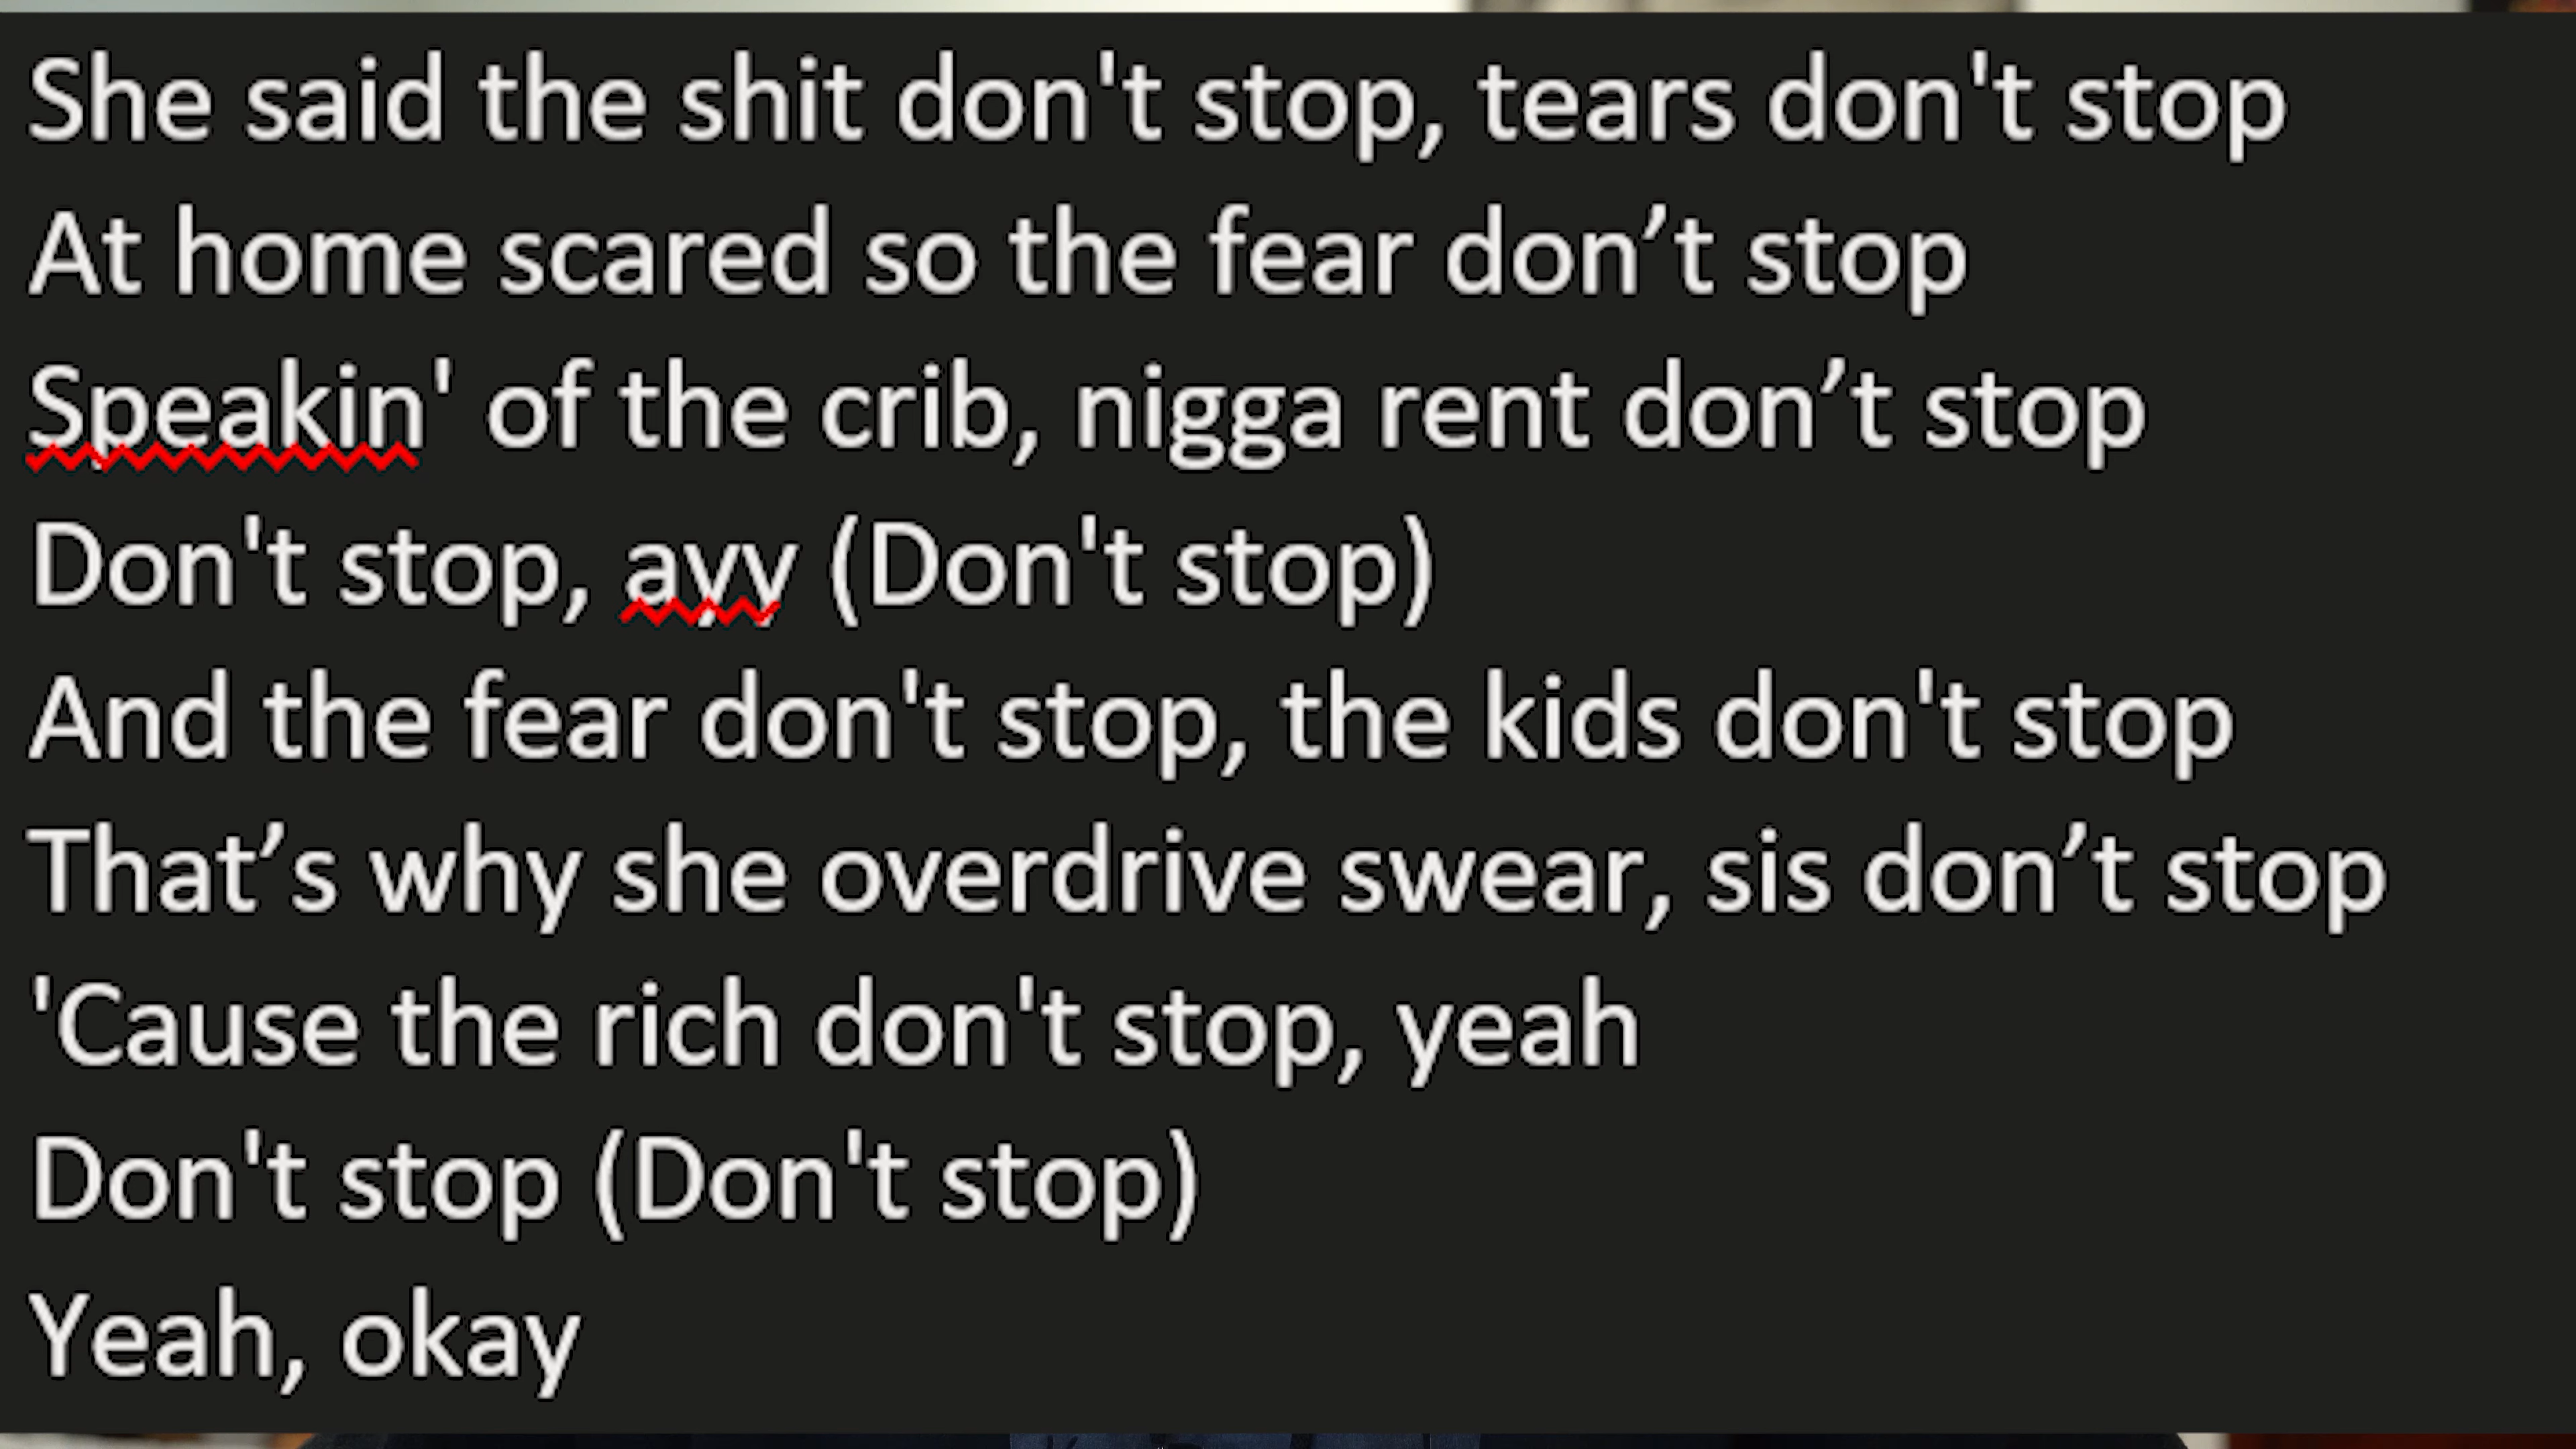 She said the shit don't stop, tears don't stop
At home scared so the fear don’t stop
Speakin' of the crib, nigga rent don’t stop
Don't stop, ayy (Don't stop)
And the fear don't stop, the kids don't stop
That’s why she overdrive swear, sis don’t stop
'Cause the rich don't stop, yeah
Don't stop (Don't stop)
Yeah, okay